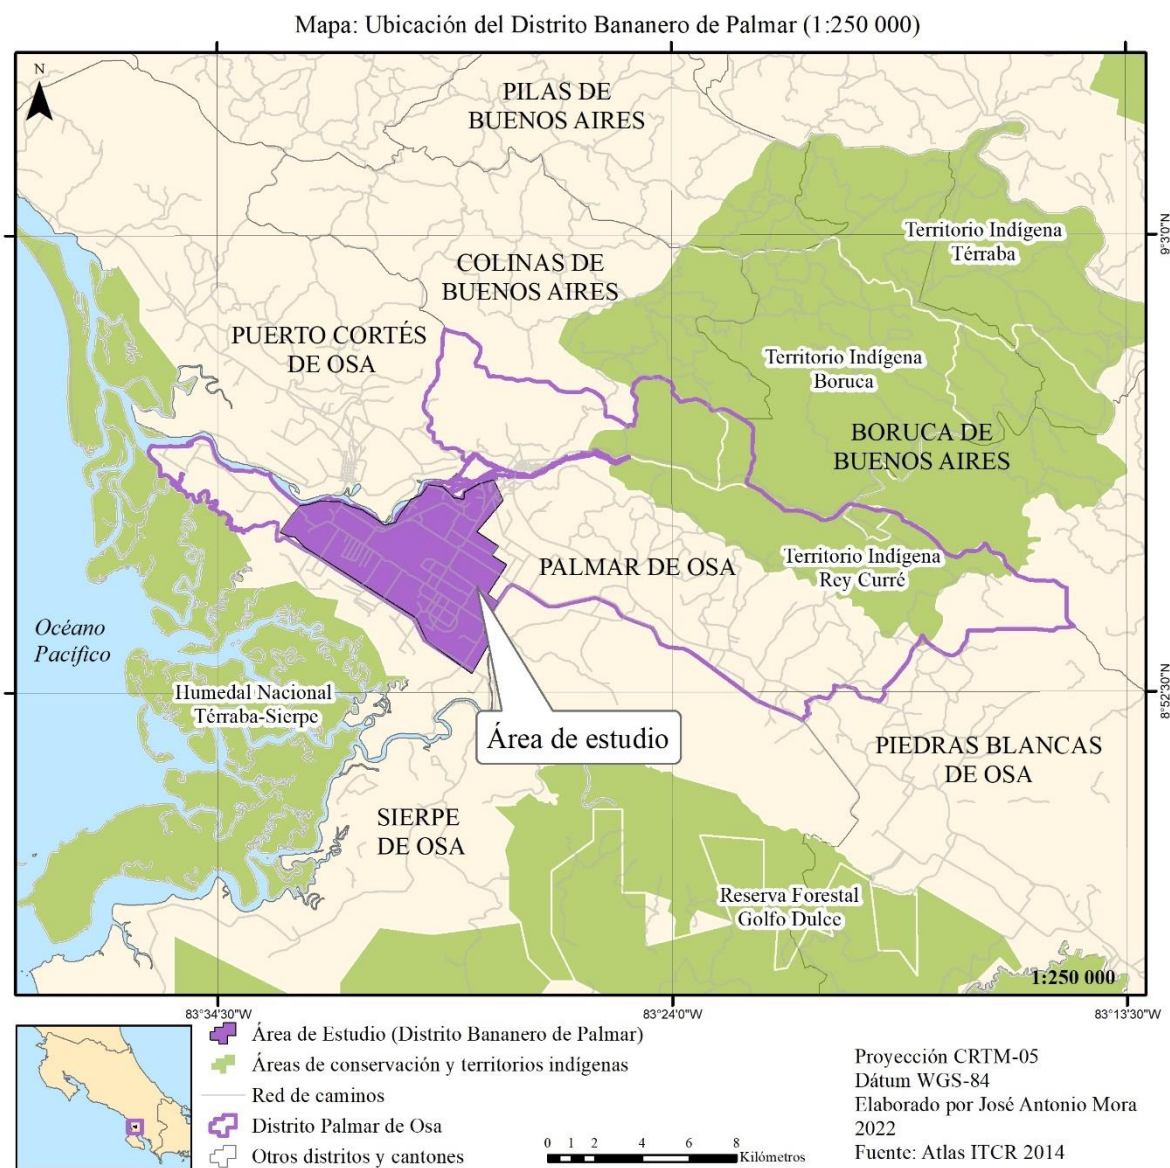 Mapa: Ubicación del Distrito Bananero de Palmar (1:250 000)
N
PILAS DE
BUENOS AIRES
Territorio Indígena
Térraba
9°3'0"N
COLINAS DE
BUENOS AIRES
PUERTO CORTÉS
DE OSA
Territorio Indígena
Boruca
BORUCA DE
BUENOS AIRES
PALMAR DE OSA
Territorio Indígena
Rey Curré
Océano
Pacífico
Humedal Nacional
Térraba-Sierpe
8°52'30"N
Área de estudio
PIEDRAS BLANCAS
DE OSA
SIERPE
DE OSA
Reserva Forestal
Golfo Dulce
1:250 000
83°34'30"W
83°24'0"W
83°13'30"W
Área de Estudio (Distrito Bananero de Palmar)
Áreas de conservación y territorios indígenas
Red de caminos
Distrito Palmar de Osa
Otros distritos y cantones
0 1 2 4 6 8
Kilómetros
Proyección CRTM-05
Dátum WGS-84
Elaborado por José Antonio Mora
2022
Fuente: Atlas ITCR 2014